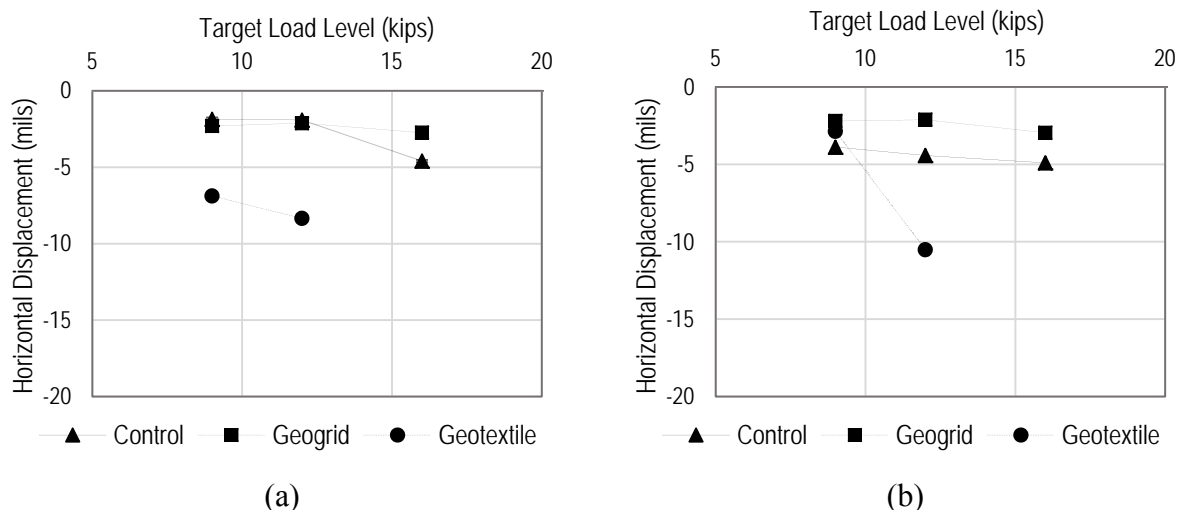 Target Load Level (kips)
5 10 15 20
0
-5
-10
-15
-20
Horizontal Displacement (mils)
Control Geogrid Geotextile
(a)
Target Load Level (kips)
5 10 15 20
0
-5
-10
-15
-20
Horizontal Displacement (mils)
Control Geogrid Geotextile
(b)